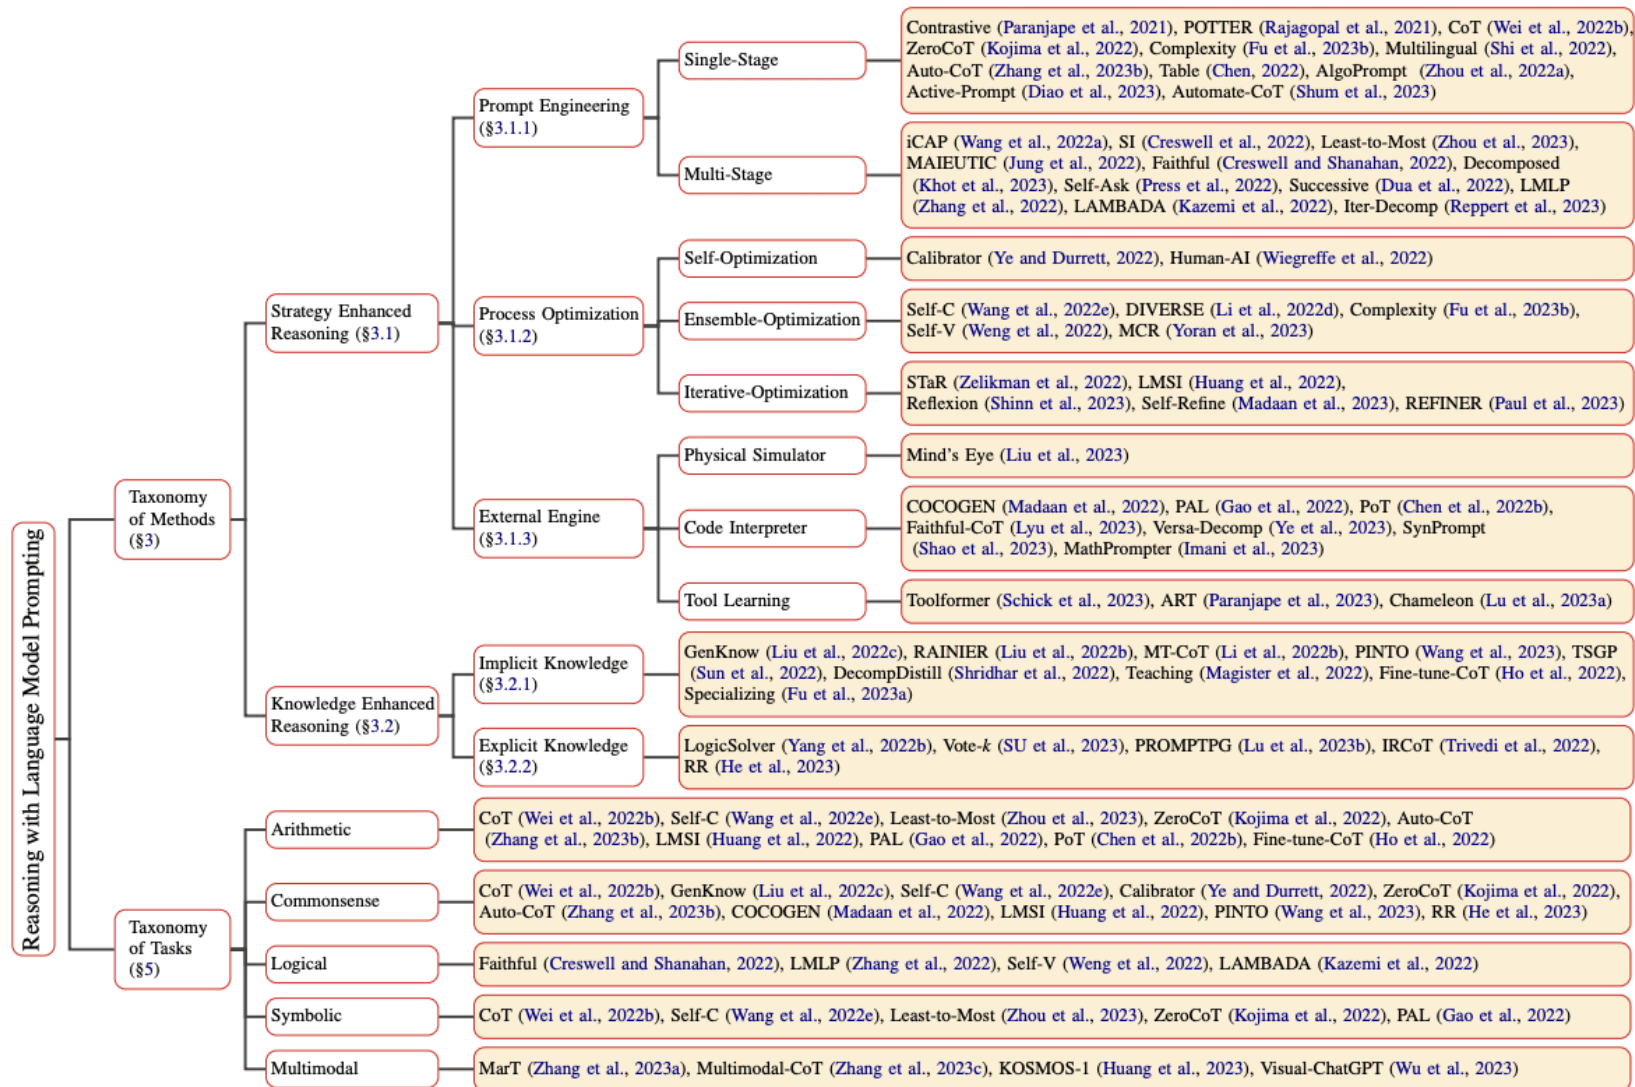 Reasoning with Language Model Prompting
Taxonomy
of Methods
(§3)
Strategy Enhanced
Reasoning (§3.1)
Prompt Engineering
(§3.1.1)
Single-Stage
Contrastive (Paranjape et al., 2021), POTTER (Rajagopal et al., 2021), CoT (Wei et al., 2022b),
ZeroCoT (Kojima et al., 2022), Complexity (Fu et al., 2023b), Multilingual (Shi et al., 2022),
Auto-CoT (Zhang et al., 2023b), Table (Chen, 2022), AlgoPrompt (Zhou et al., 2022a),
Active-Prompt (Diao et al., 2023), Automate-CoT (Shum et al., 2023)
Multi-Stage
iCAP (Wang et al., 2022a), SI (Creswell et al., 2022), Least-to-Most (Zhou et al., 2023),
MAIEUTIC (Jung et al., 2022), Faithful (Creswell and Shanahan, 2022), Decomposed
(Khot et al., 2023), Self-Ask (Press et al., 2022), Successive (Dua et al., 2022), LMLP
(Zhang et al., 2022), LAMBADA (Kazemi et al., 2022), Iter-Decomp (Reppert et al., 2023)
Process Optimization
(§3.1.2)
Self-Optimization
Calibrator (Ye and Durrett, 2022), Human-AI (Wiegreffe et al., 2022)
Ensemble-Optimization
Self-C (Wang et al., 2022e), DIVERSE (Li et al., 2022d), Complexity (Fu et al., 2023b),
Self-V (Weng et al., 2022), MCR (Yoran et al., 2023)
Iterative-Optimization
STaR (Zelikman et al., 2022), LMSI (Huang et al., 2022),
Reflexion (Shinn et al., 2023), Self-Refine (Madaan et al., 2023), REFINER (Paul et al., 2023)
External Engine
(§3.1.3)
Physical Simulator
Mind's Eye (Liu et al., 2023)
Code Interpreter
COCOGEN (Madaan et al., 2022), PAL (Gao et al., 2022), PoT (Chen et al., 2022b),
Faithful-CoT (Lyu et al., 2023), Versa-Decomp (Ye et al., 2023), SynPrompt
(Shao et al., 2023), MathPrompter (Imani et al., 2023)
Tool Learning
Toolformer (Schick et al., 2023), ART (Paranjape et al., 2023), Chameleon (Lu et al., 2023a)
Knowledge Enhanced
Reasoning (§3.2)
Implicit Knowledge
(§3.2.1)
GenKnow (Liu et al., 2022c), RAINIER (Liu et al., 2022b), MT-CoT (Li et al., 2022b), PINTO (Wang et al., 2023), TSGP
(Sun et al., 2022), DecompDistill (Shridhar et al., 2022), Teaching (Magister et al., 2022), Fine-tune-CoT (Ho et al., 2022),
Specializing (Fu et al., 2023a)
Explicit Knowledge
(§3.2.2)
LogicSolver (Yang et al., 2022b), Vote-k (SU et al., 2023), PROMPTPG (Lu et al., 2023b), IRCoT (Trivedi et al., 2022),
RR (He et al., 2023)
Taxonomy
of Tasks
(§5)
Arithmetic
CoT (Wei et al., 2022b), Self-C (Wang et al., 2022e), Least-to-Most (Zhou et al., 2023), ZeroCoT (Kojima et al., 2022), Auto-CoT
(Zhang et al., 2023b), LMSI (Huang et al., 2022), PAL (Gao et al., 2022), PoT (Chen et al., 2022b), Fine-tune-CoT (Ho et al., 2022)
Commonsense
CoT (Wei et al., 2022b), GenKnow (Liu et al., 2022c), Self-C (Wang et al., 2022e), Calibrator (Ye and Durrett, 2022), ZeroCoT (Kojima et al., 2022),
Auto-CoT (Zhang et al., 2023b), COCOGEN (Madaan et al., 2022), LMSI (Huang et al., 2022), PINTO (Wang et al., 2023), RR (He et al., 2023)
Logical
Faithful (Creswell and Shanahan, 2022), LMLP (Zhang et al., 2022), Self-V (Weng et al., 2022), LAMBADA (Kazemi et al., 2022)
Symbolic
CoT (Wei et al., 2022b), Self-C (Wang et al., 2022e), Least-to-Most (Zhou et al., 2023), ZeroCoT (Kojima et al., 2022), PAL (Gao et al., 2022)
Multimodal
MarT (Zhang et al., 2023a), Multimodal-CoT (Zhang et al., 2023c), KOSMOS-1 (Huang et al., 2023), Visual-ChatGPT (Wu et al., 2023)